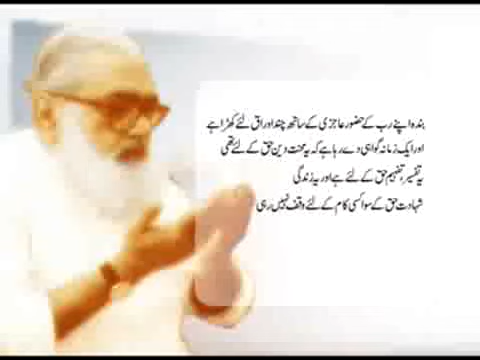 بندہ اپنے رب کے حضور عاجزی کے ساتھ چند اوراق لئے کھڑا ہے
اور ایک زمانہ گواہی دے رہا ہے کہ یہ محنت دین حق کے لئے تھی
یہ تفسیر، تفہیم حق کے لئے ہے اور یہ زندگی
شہادت حق کے سوا کسی کام کے لئے وقف نہیں رہی